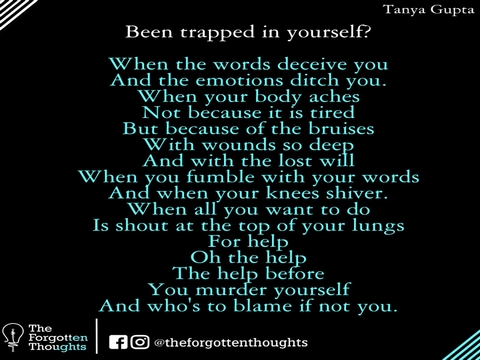 Tanya Gupta
Been trapped in yourself?
When the words deceive you
And the emotions ditch you.
When your body aches
Not because it is tired
But because of the bruises
With wounds so deep
And with the lost will
When you fumble with your words
And when your knees shiver.
When all you want to do
Is shout at the top of your lungs
For help
Oh the help
The help before
You murder yourself
And who's to blame if not you.
The
Forgotten
Thoughts
@theforgottenthoughts